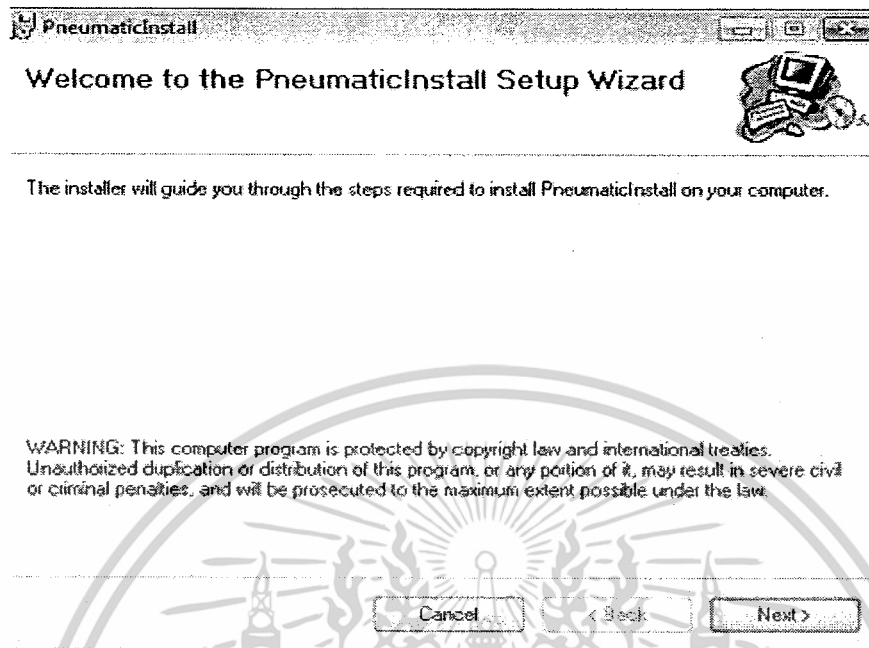 PneumaticInstall
Welcome to the PneumaticInstall Setup Wizard
The installer will guide you through the steps required to install PneumaticInstall on your computer.
WARNING: This computer program is protected by copyright law and international treaties.
Unauthorized duplication or distribution of this program, or any portion of it, may result in severe civil
or criminal penalties, and will be prosecuted to the maximum extent possible under the law.
Cancel < Back Next >